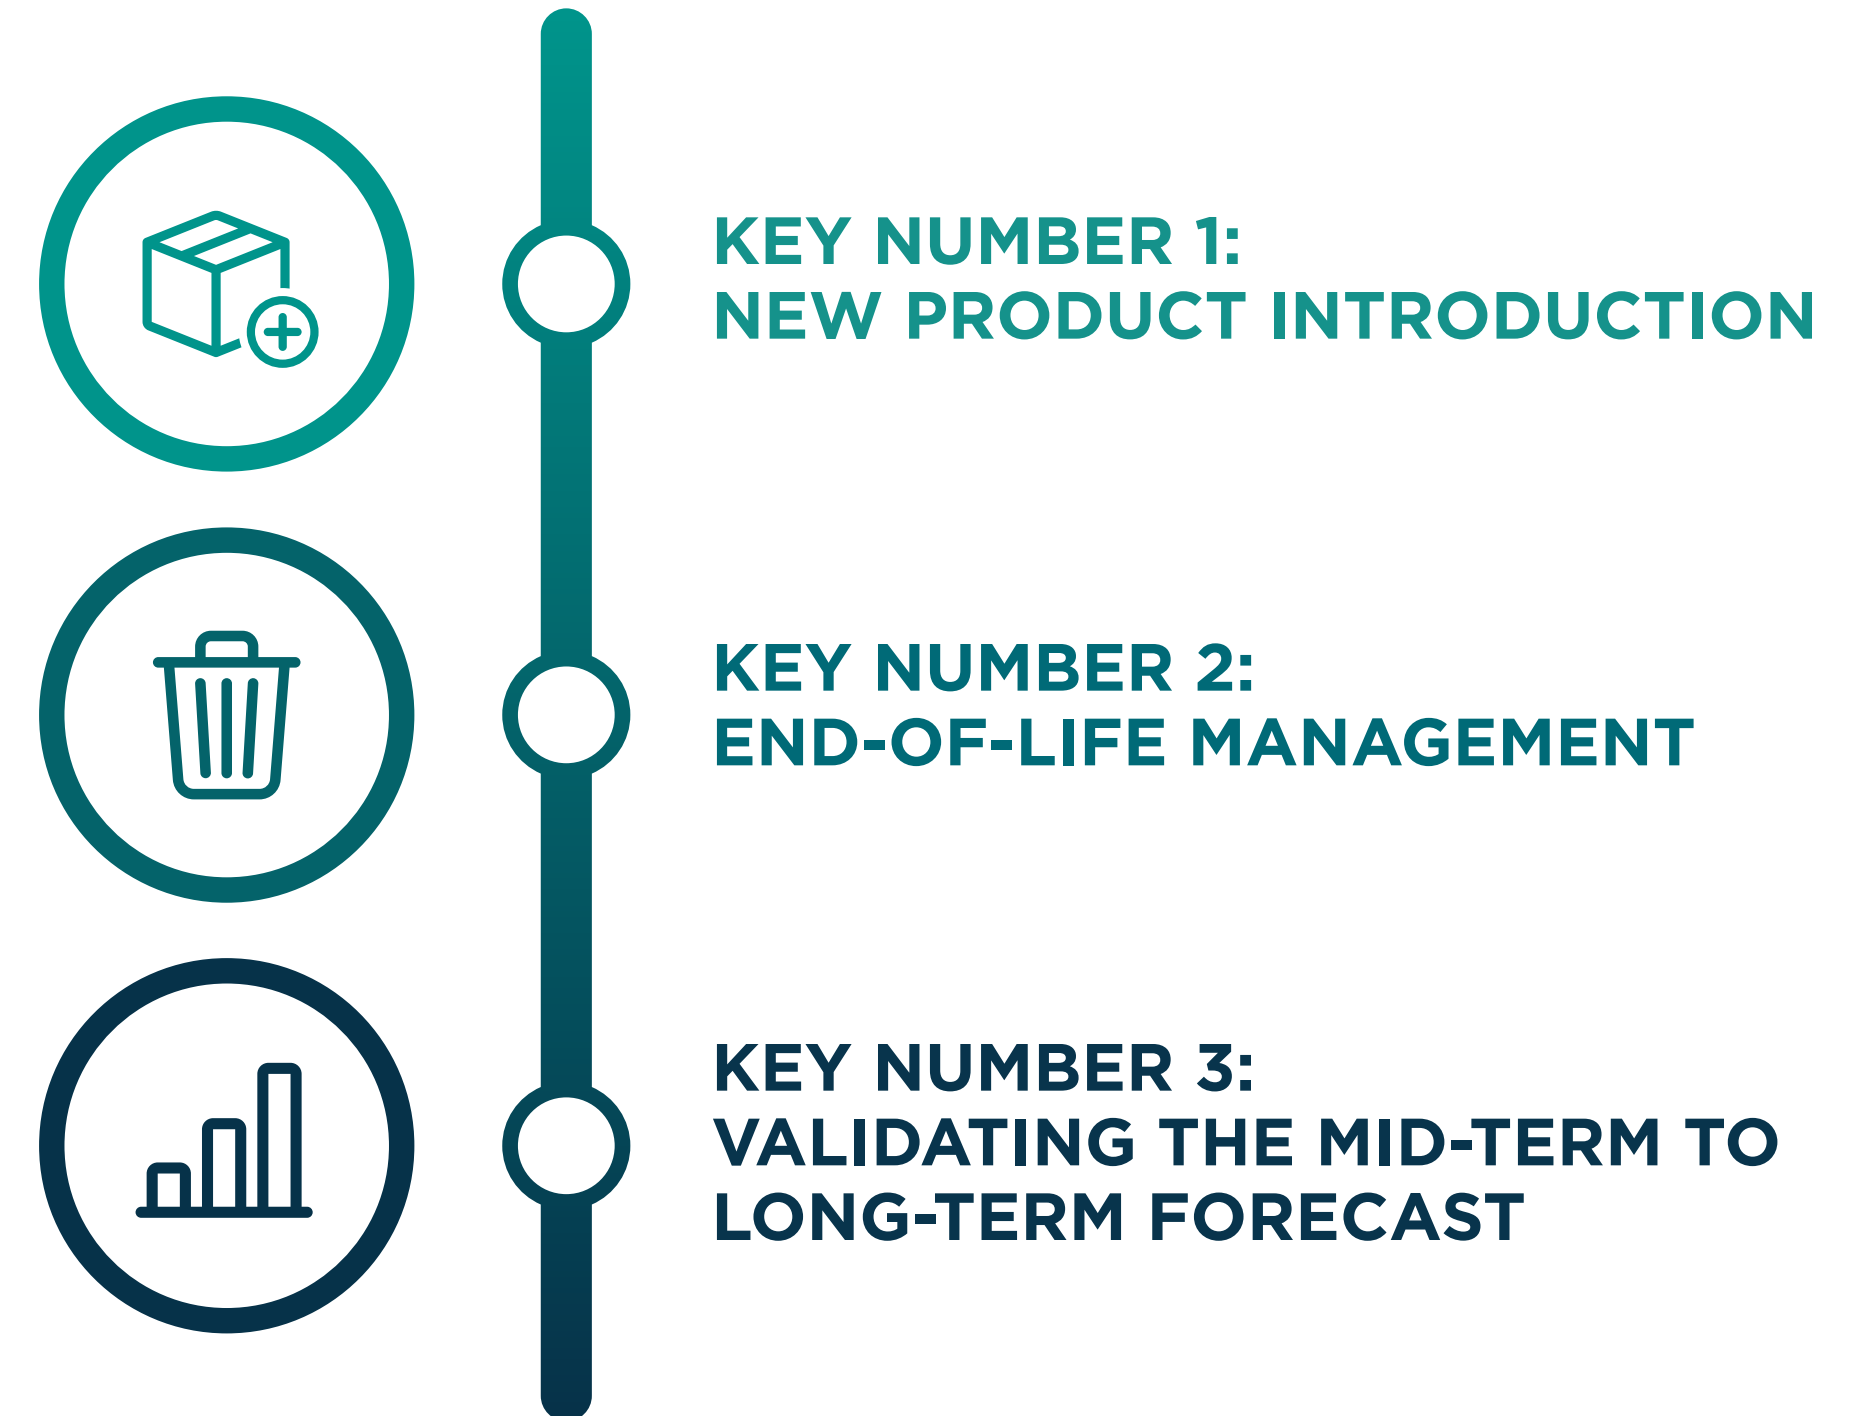 KEY NUMBER 1:
NEW PRODUCT INTRODUCTION
KEY NUMBER 2:
END-OF-LIFE MANAGEMENT
KEY NUMBER 3:
VALIDATING THE MID-TERM TO
LONG-TERM FORECAST